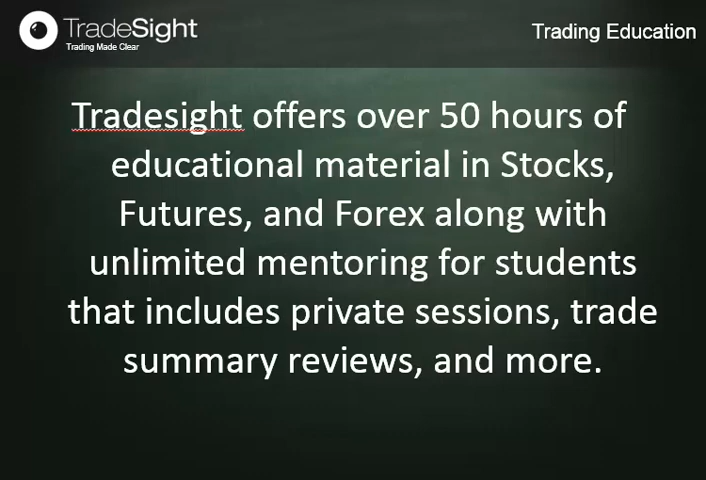 TradeSight
Trading Made Clear
Trading Education
Tradesight offers over 50 hours of
educational material in Stocks,
Futures, and Forex along with
unlimited mentoring for students
that includes private sessions, trade
summary reviews, and more.